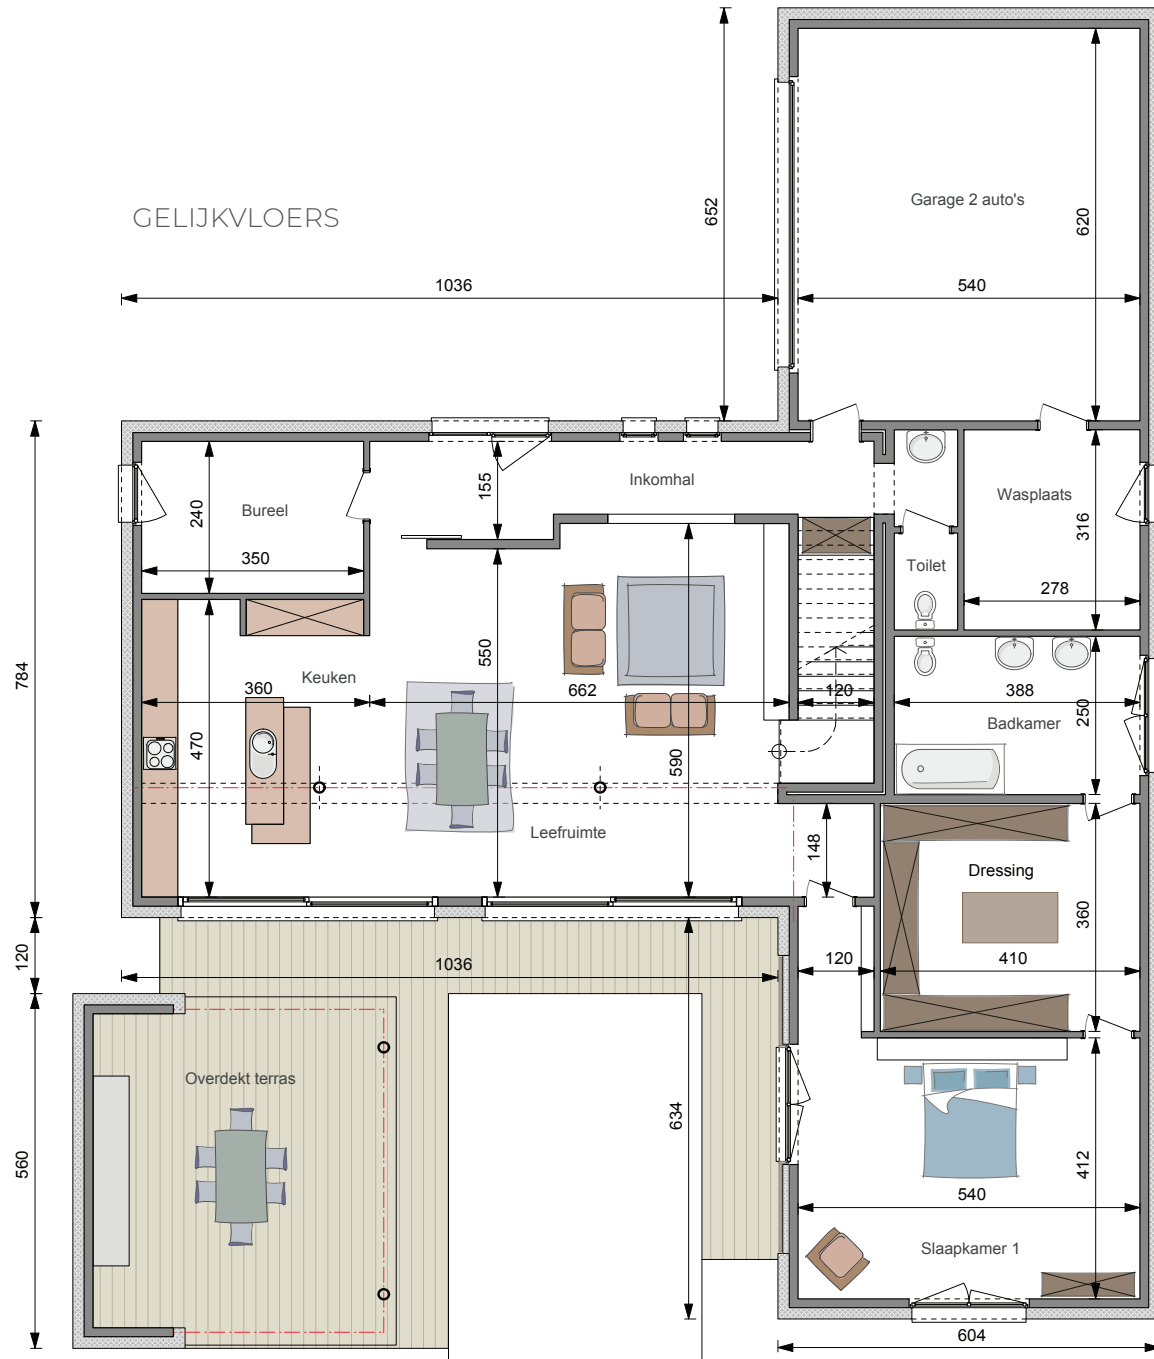 GELIJKVLOERS
652
Garage 2 auto's
620
1036
540
Inkomhal
155
Bureel
240
350
Wasplaats
316
Toilet
278
784
550
Keuken
360
662
120
388
250
Badkamer
470
590
Leefruimte
148
Dressing
360
120
1036
120
410
Overdekt terras
634
560
412
540
Slaapkamer 1
604